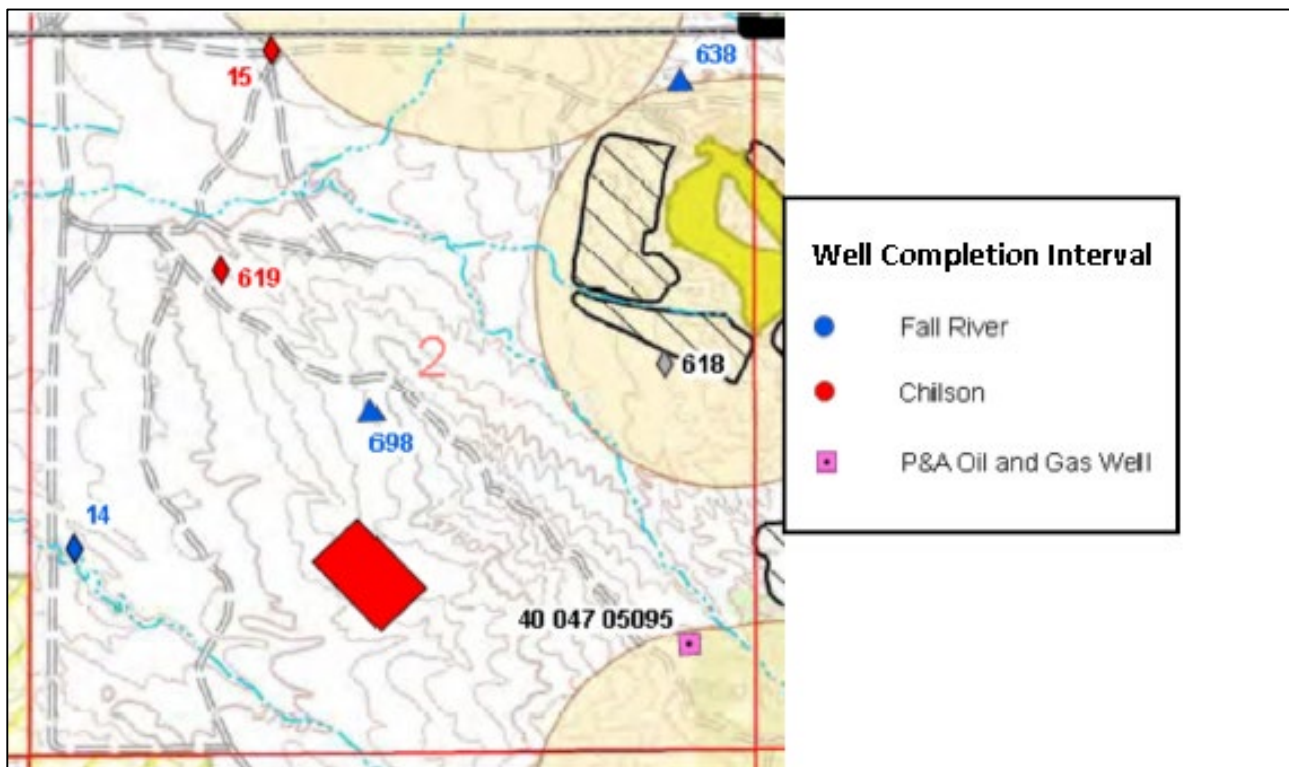 638
15
619
618
2
698
14
40 047 05095
Well Completion Interval
Fall River
Chillson
P&A Oil and Gas Well